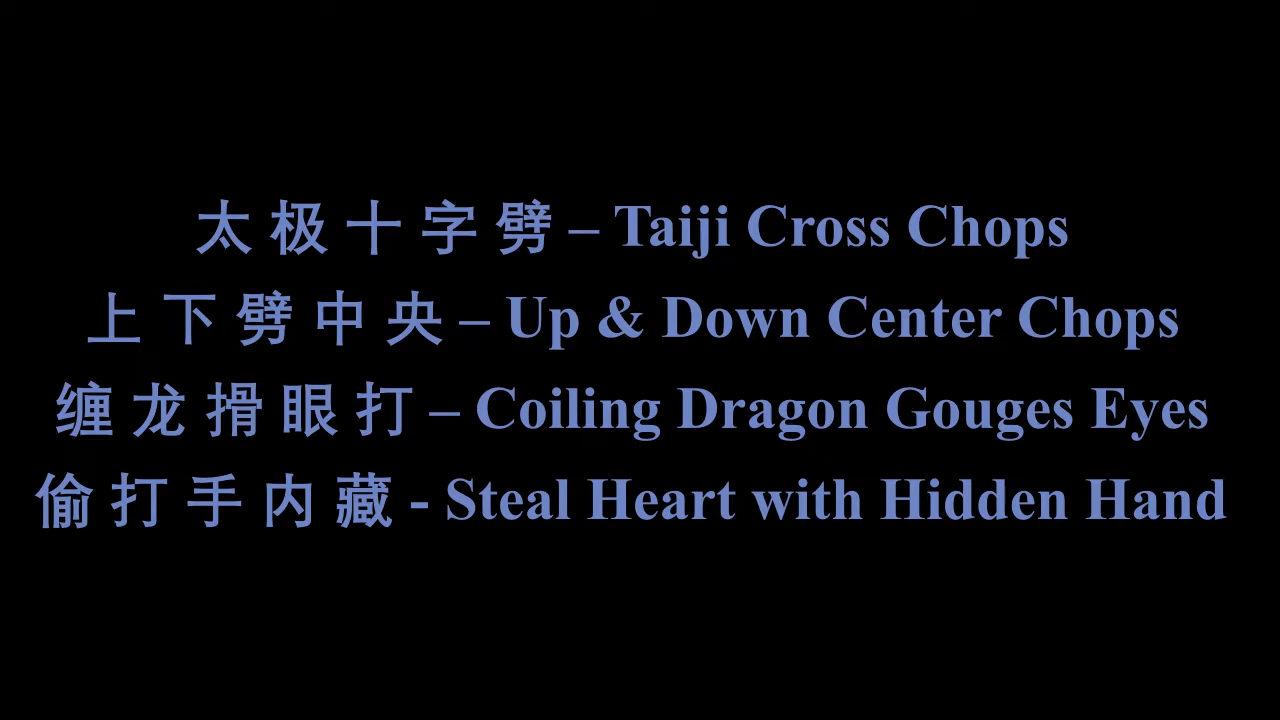 太极十字劈 – Taiji Cross Chops
上下劈中央 – Up & Down Center Chops
缠龙搰眼打 – Coiling Dragon Gouges Eyes
偷打手内藏 - Steal Heart with Hidden Hand